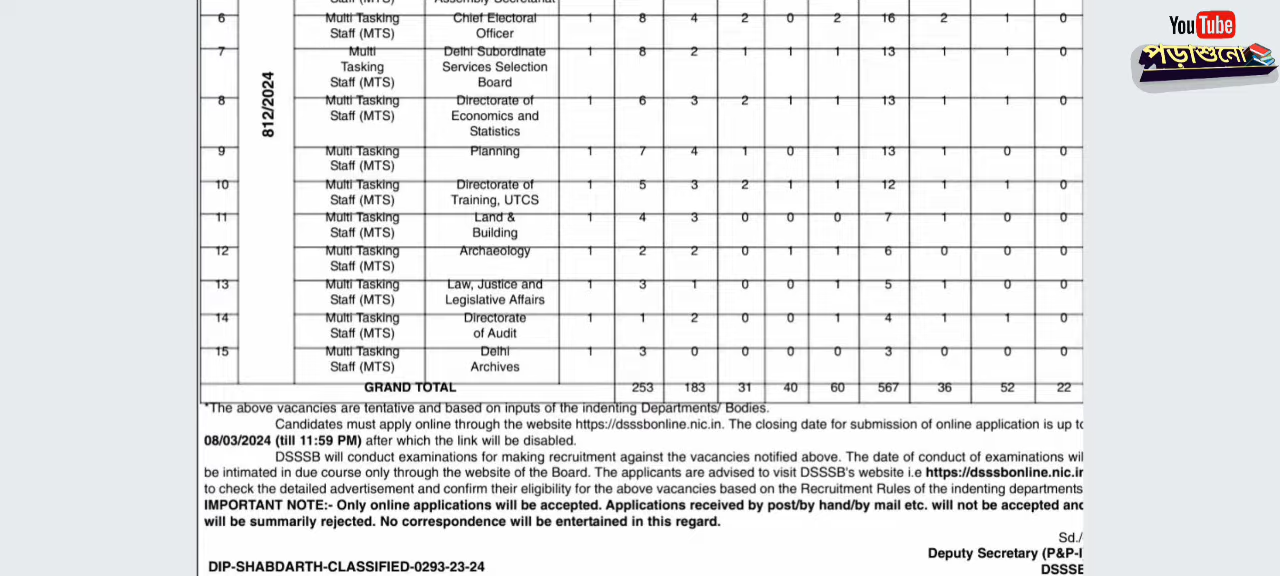 Staff (MTS) Assembly Secretariat
6 Multi Tasking Chief Electoral 1 8 4 2 0 2 16 2 1 0
Staff (MTS) Officer
7 Multi Delhi Subordinate 1 8 2 1 1 1 13 1 1 0
Tasking Services Selection
Staff (MTS) Board
812/2024
8 Multi Tasking Directorate of 1 6 3 2 1 1 13 1 1 0
Staff (MTS) Economics and
Statistics
9 Multi Tasking Planning 1 7 4 1 0 1 13 1 0 0
Staff (MTS)
10 Multi Tasking Directorate of 1 5 3 2 1 1 12 1 1 0
Staff (MTS) Training, UTCS
11 Multi Tasking Land & 1 4 3 0 0 0 7 1 0 0
Staff (MTS) Building
12 Multi Tasking Archaeology 1 2 2 0 1 1 6 0 0 0
Staff (MTS)
13 Multi Tasking Law, Justice and 1 3 1 0 0 1 5 1 0 0
Staff (MTS) Legislative Affairs
14 Multi Tasking Directorate 1 1 2 0 0 1 4 1 1 0
Staff (MTS) of Audit
15 Multi Tasking Delhi 1 3 0 0 0 0 3 0 0 0
Staff (MTS) Archives
GRAND TOTAL 253 183 31 40 60 567 36 52 22
*The above vacancies are tentative and based on inputs of the indenting Departments/ Bodies.
Candidates must apply online through the website https://dsssbonline.nic.in. The closing date for submission of online application is up to
08/03/2024 (till 11:59 PM) after which the link will be disabled.
DSSSB will conduct examinations for making recruitment against the vacancies notified above. The date of conduct of examinations wil
be intimated in due course only through the website of the Board. The applicants are advised to visit DSSSB's website i.e https://dsssbonline.nic.in
to check the detailed advertisement and confirm their eligibility for the above vacancies based on the Recruitment Rules of the indenting departments
IMPORTANT NOTE:- Only online applications will be accepted. Applications received by post/by hand/by mail etc. will not be accepted and
will be summarily rejected. No correspondence will be entertained in this regard.
Sd./
Deputy Secretary (P&P-I
DIP-SHABDARTH-CLASSIFIED-0293-23-24 DSSSB
YouTube
পড়াশুনো